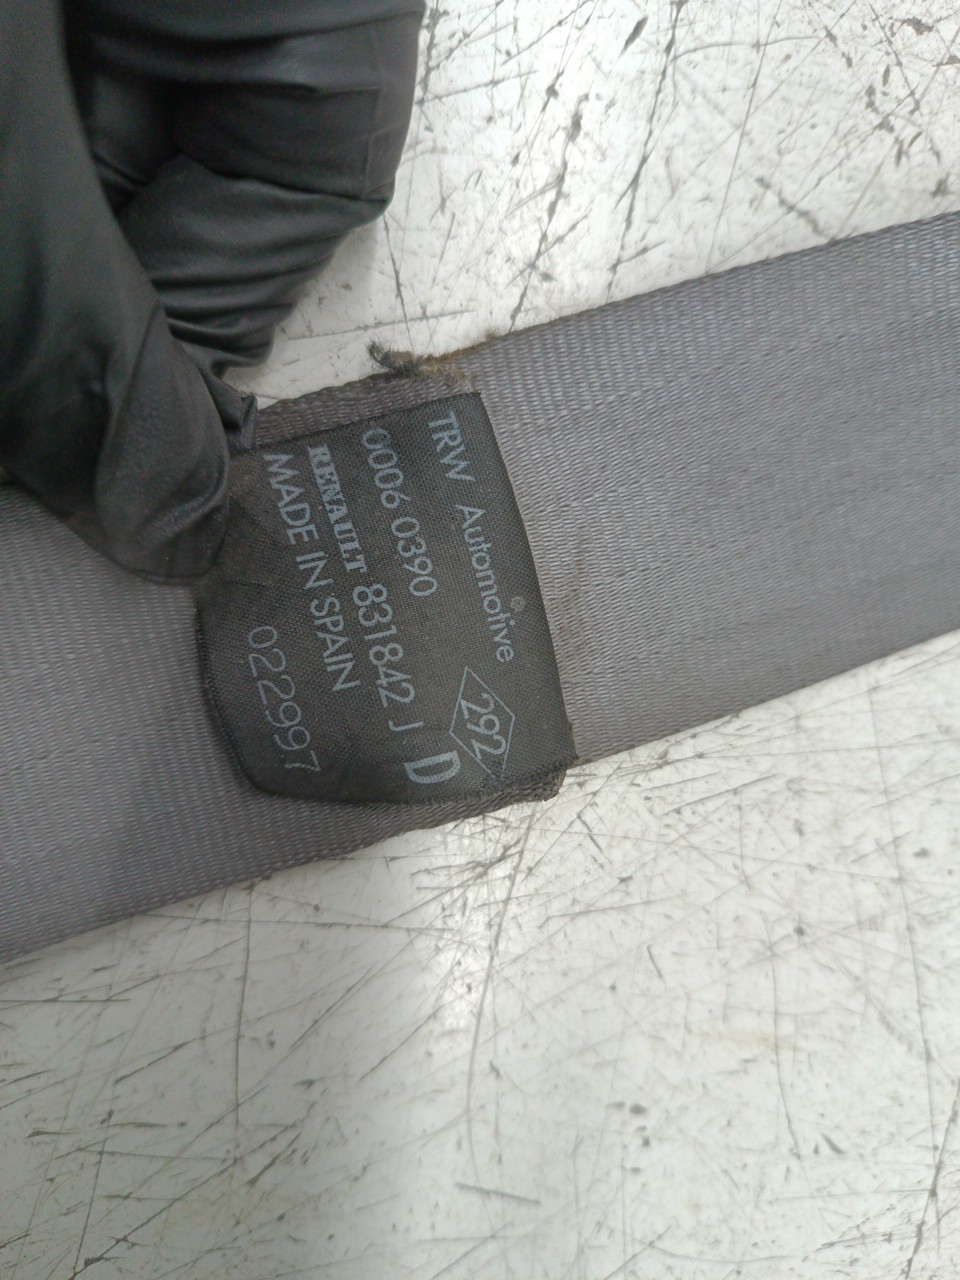 TRW Automotive 292
0006 0390 D
RENAULT 831842 J
MADE IN SPAIN
022997